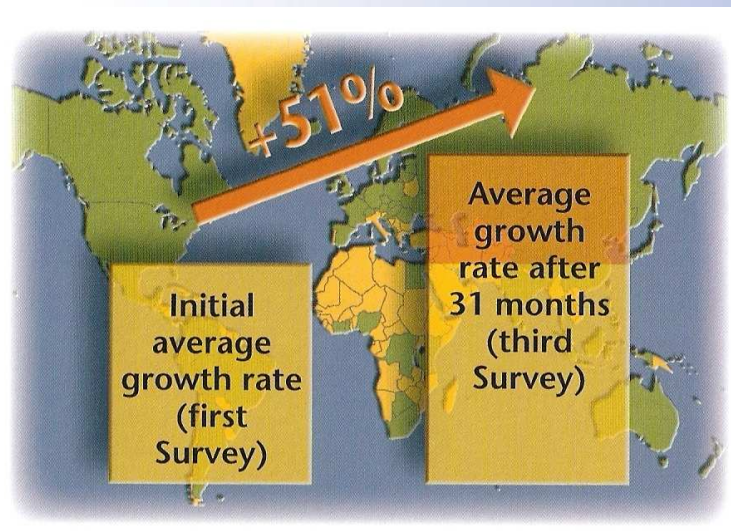 +51%
Initial
average
growth rate
(first
Survey)
Average
growth
rate after
31 months
(third
Survey)